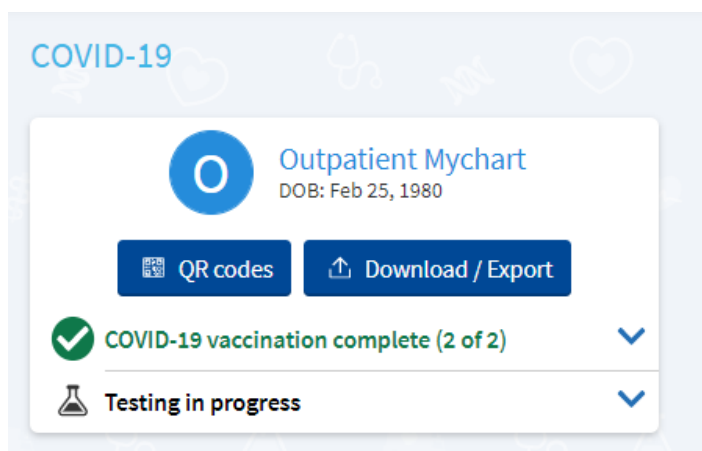 COVID-19
O
Outpatient Mychart
DOB: Feb 25, 1980
QR codes
Download / Export
COVID-19 vaccination complete (2 of 2)
Testing in progress